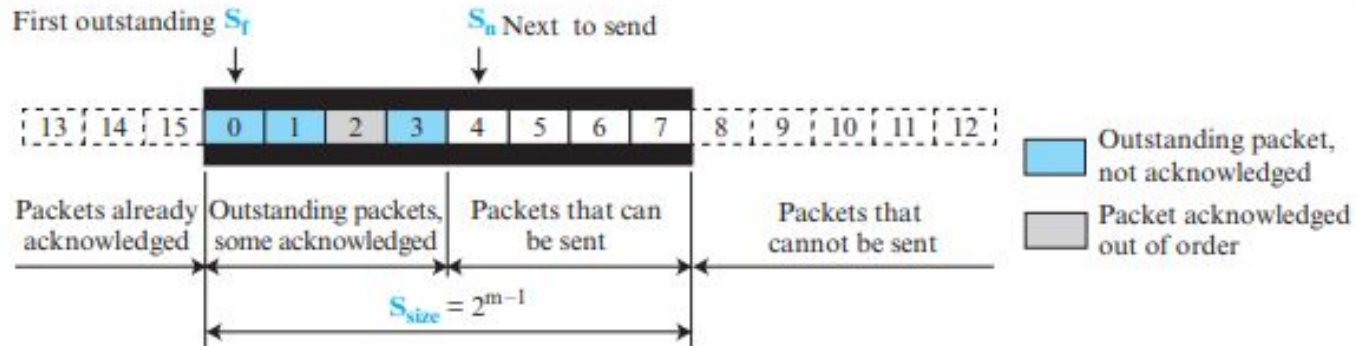 First outstanding Sf Sn Next to send
13 14 15 0 1 2 3 4 5 6 7 8 9 10 11 12
Outstanding packet,
not acknowledged
Packet acknowledged
out of order
Packets already
acknowledged
Outstanding packets,
some acknowledged
Packets that can
be sent
Packets that
cannot be sent
Ssize = 2^m–1